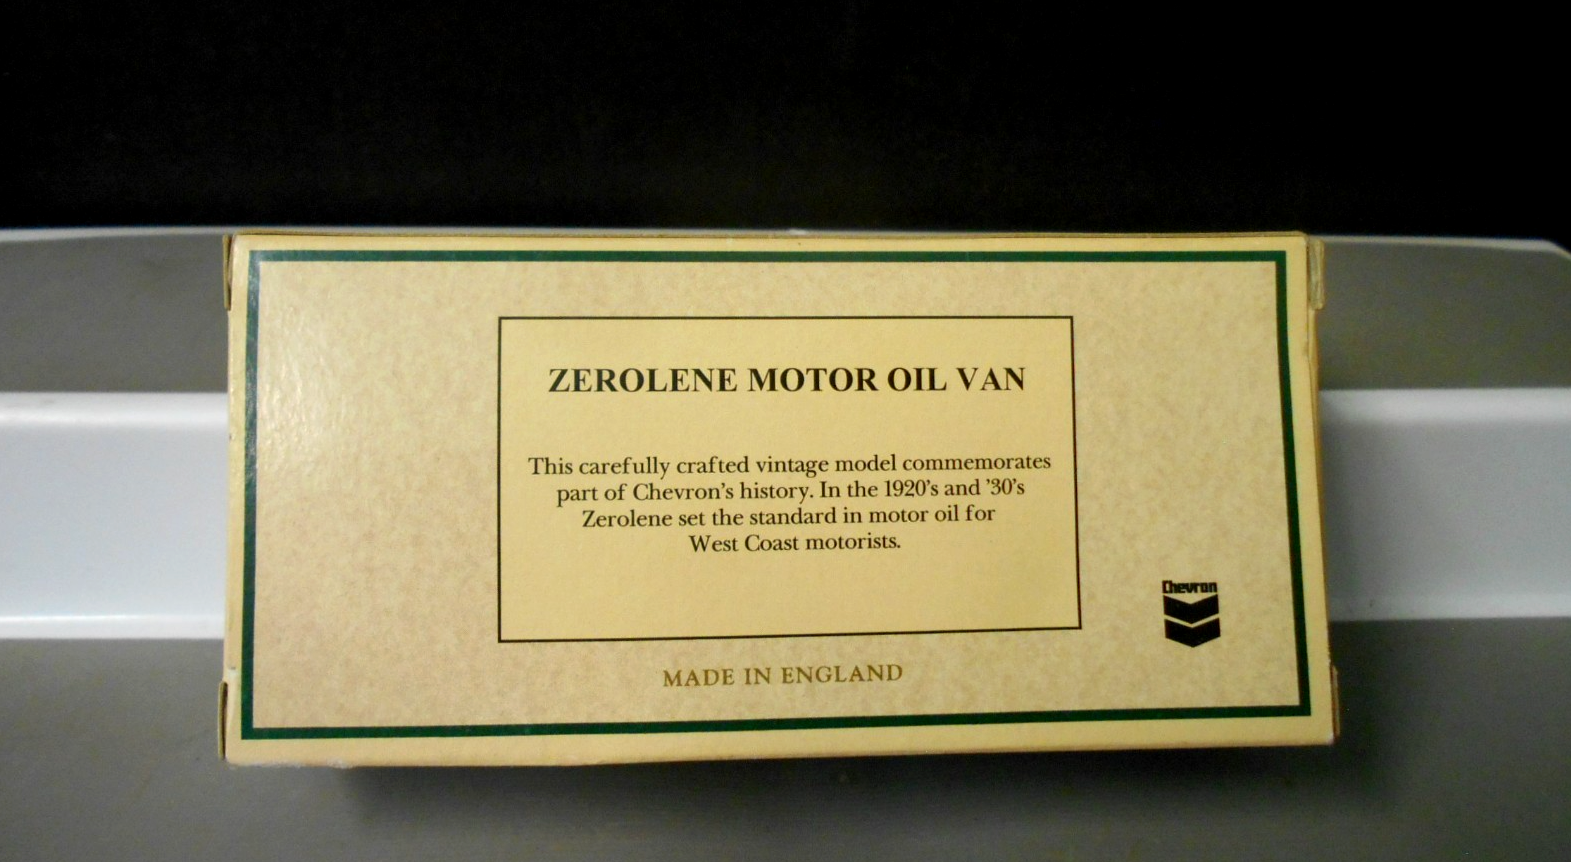 ZEROLENE MOTOR OIL VAN
This carefully crafted vintage model commemorates
part of Chevron's history. In the 1920's and '30's
Zerolene set the standard in motor oil for
West Coast motorists.
Chevron
MADE IN ENGLAND